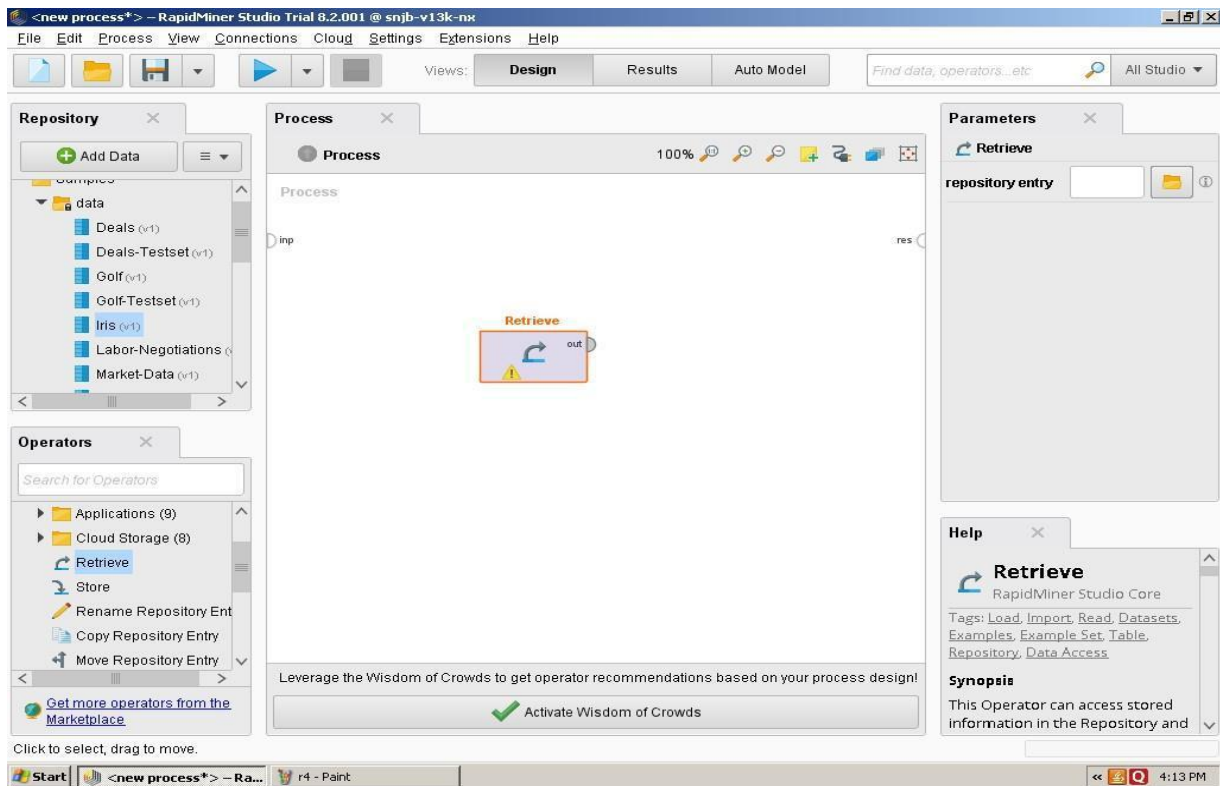 <new process*> – RapidMiner Studio Trial 8.2.001 @ snjb-v13k-nx
File Edit Process View Connections Cloud Settings Extensions Help
Views: Design Results Auto Model Find data, operators...etc All Studio
Repository
Add Data
Samples
data
Deals (v1)
Deals-Testset (v1)
Golf (v1)
Golf-Testset (v1)
Iris (v1)
Labor-Negotiations
Market-Data (v1)
Operators
Search for Operators
Applications (9)
Cloud Storage (8)
Retrieve
Store
Rename Repository Ent
Copy Repository Entry
Move Repository Entry
Get more operators from the
Marketplace
Process
Process 100%
Process
inp res
Retrieve
out
Leverage the Wisdom of Crowds to get operator recommendations based on your process design!
Activate Wisdom of Crowds
Parameters
Retrieve
repository entry
Help
Retrieve
RapidMiner Studio Core
Tags: Load, Import, Read, Datasets,
Examples, Example Set, Table,
Repository, Data Access
Synopsis
This Operator can access stored
information in the Repository and
Click to select, drag to move.
Start <new process*> – Ra... r4 - Paint « Q 4:13 PM